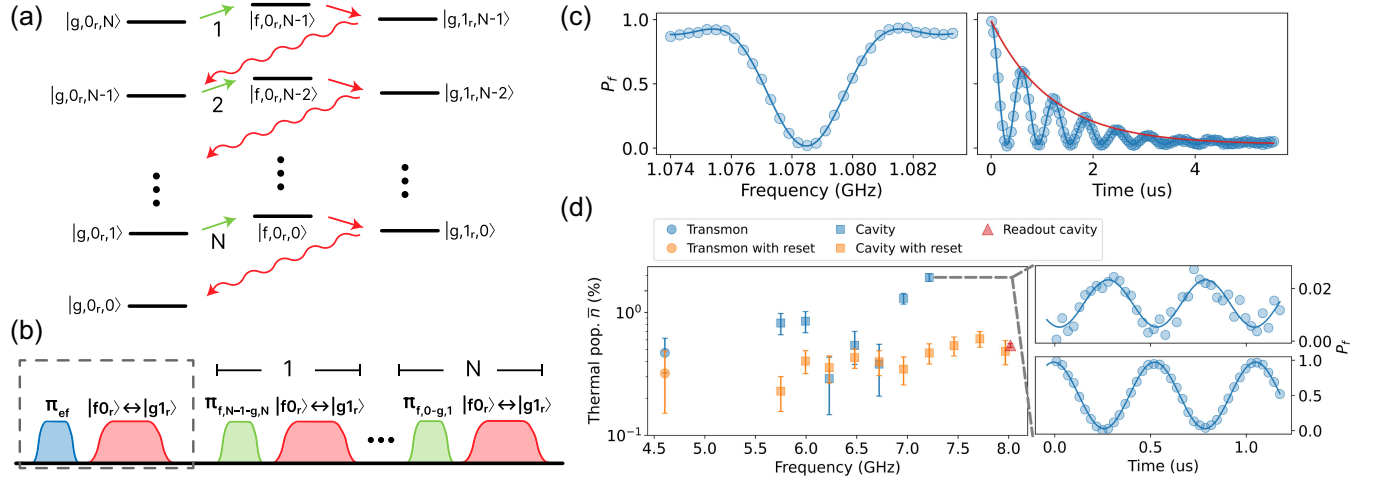 (a)
|g,0r,N⟩
1
|f,0r,N-1⟩
|g,1r,N-1⟩
|g,0r,N-1⟩
2
|f,0r,N-2⟩
|g,1r,N-2⟩
|g,0r,1⟩
N
|f,0r,0⟩
|g,1r,0⟩
|g,0r,0⟩
(b)
1
N
πef
|f0r⟩↔|g1r⟩
πf,N-1-g,N
|f0r⟩↔|g1r⟩
πf,0-g,1
|f0r⟩↔|g1r⟩
(c)
Pf
1.0
0.5
0.0
1.074
1.076
1.078
1.080
1.082
Frequency (GHz)
0
2
4
Time (us)
(d)
Transmon
Transmon with reset
Cavity
Cavity with reset
Readout cavity
Thermal pop. n̅ (%)
10⁰
10⁻¹
4.5
5.0
5.5
6.0
6.5
7.0
7.5
8.0
Frequency (GHz)
0.02
0.00
Pf
1.0
0.5
0.0
0.0
0.5
1.0
Time (us)